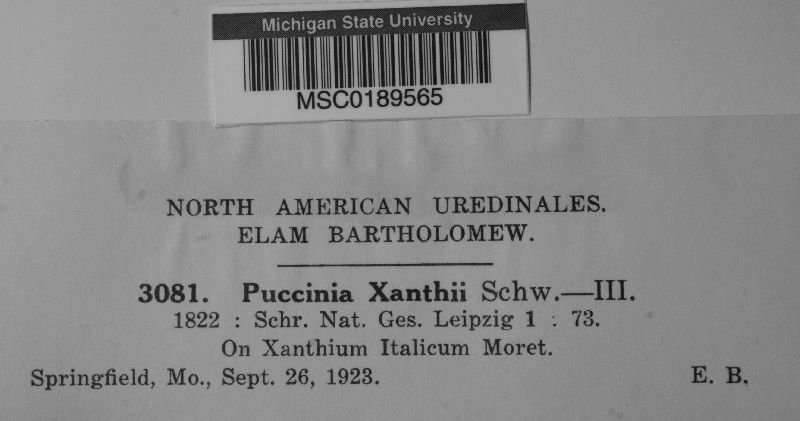 Michigan State University
MSC0189565
NORTH AMERICAN UREDINALES.
ELAM BARTHOLOMEW.
3081. Puccinia Xanthii Schw.—III.
1822 : Schr. Nat. Ges. Leipzig 1 : 73.
On Xanthium Italicum Moret.
Springfield, Mo., Sept. 26, 1923. E. B.